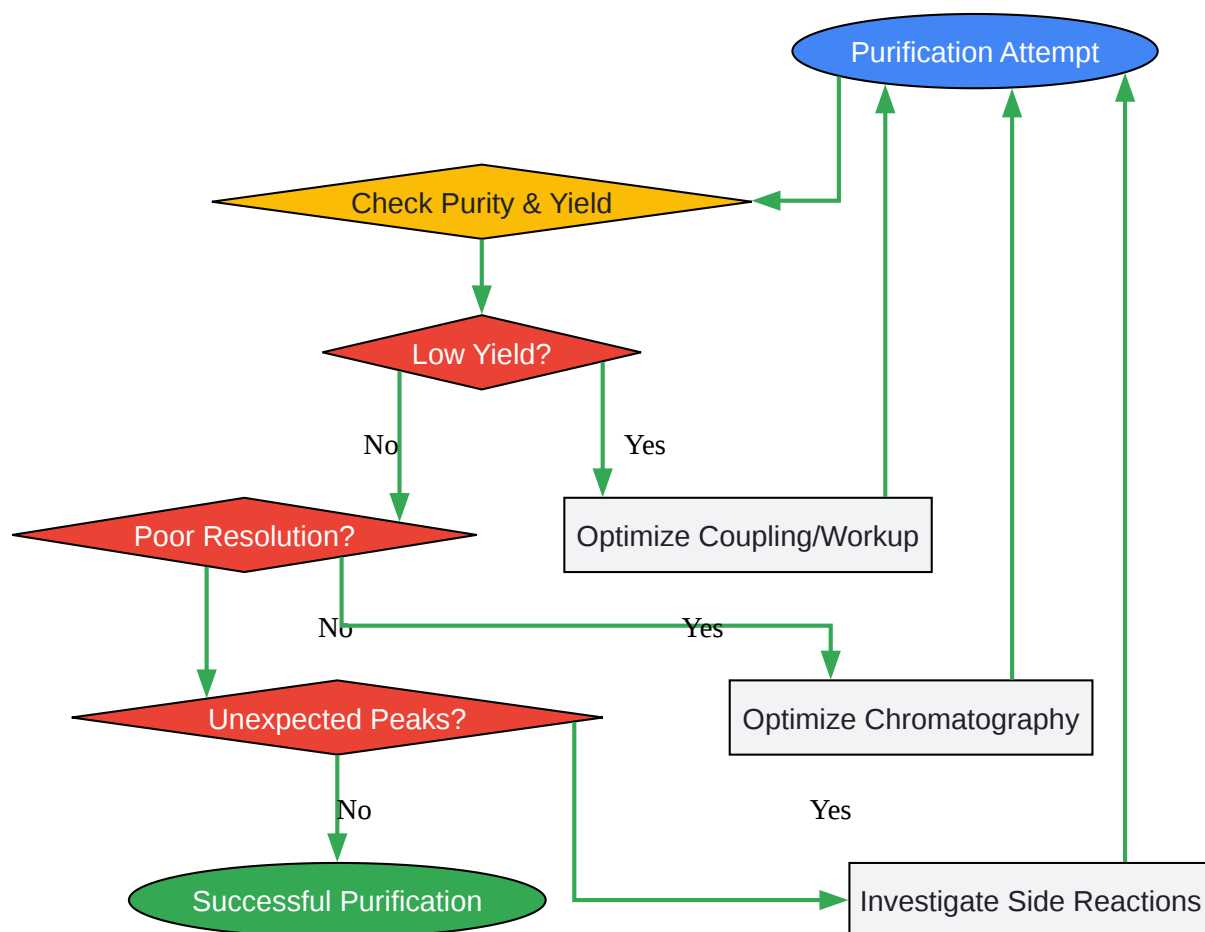 Purification Attempt
Check Purity & Yield
Low Yield?
No
Yes
Poor Resolution?
Optimize Coupling/Workup
No
Yes
Unexpected Peaks?
Optimize Chromatography
No
Yes
Successful Purification
Investigate Side Reactions